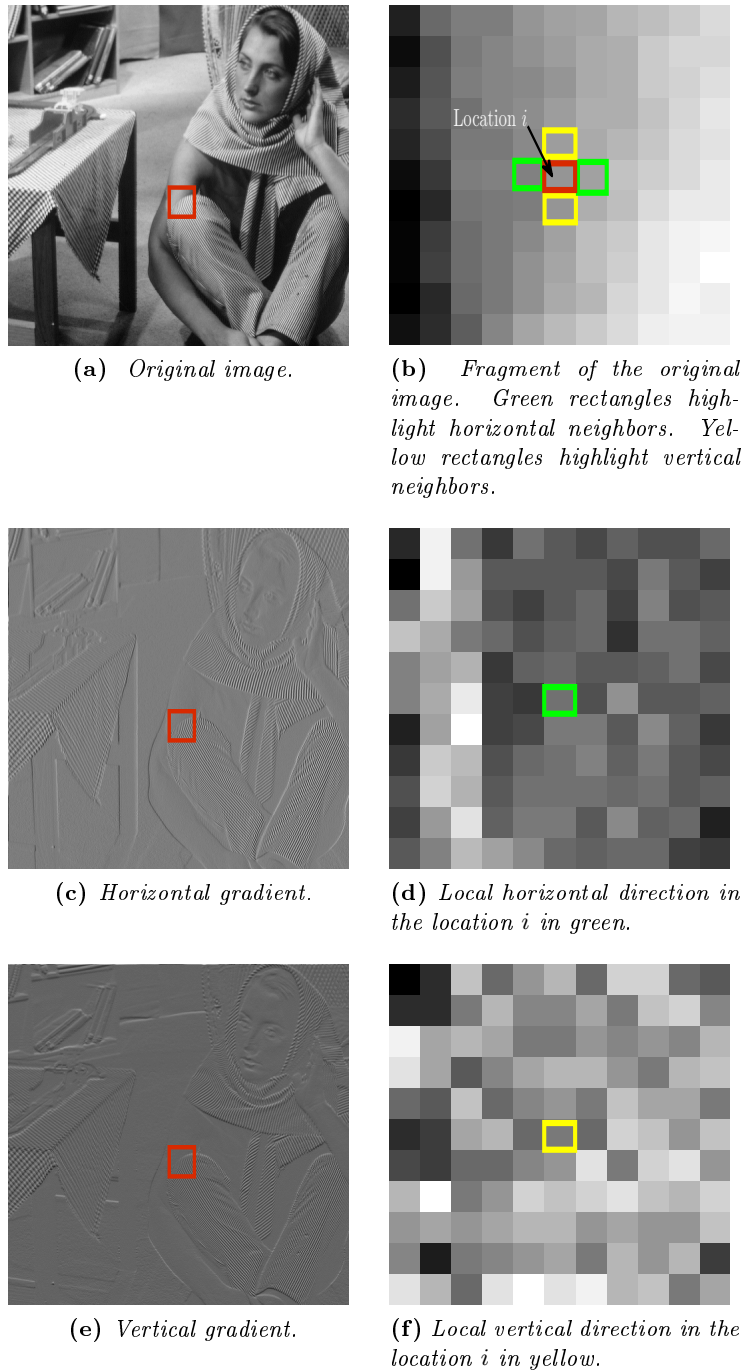 Location i
(a) Original image.
(b) Fragment of the original
image. Green rectangles high-
light horizontal neighbors. Yel-
low rectangles highlight vertical
neighbors.
(c) Horizontal gradient.
(d) Local horizontal direction in
the location i in green.
(e) Vertical gradient.
(f) Local vertical direction in the
location i in yellow.